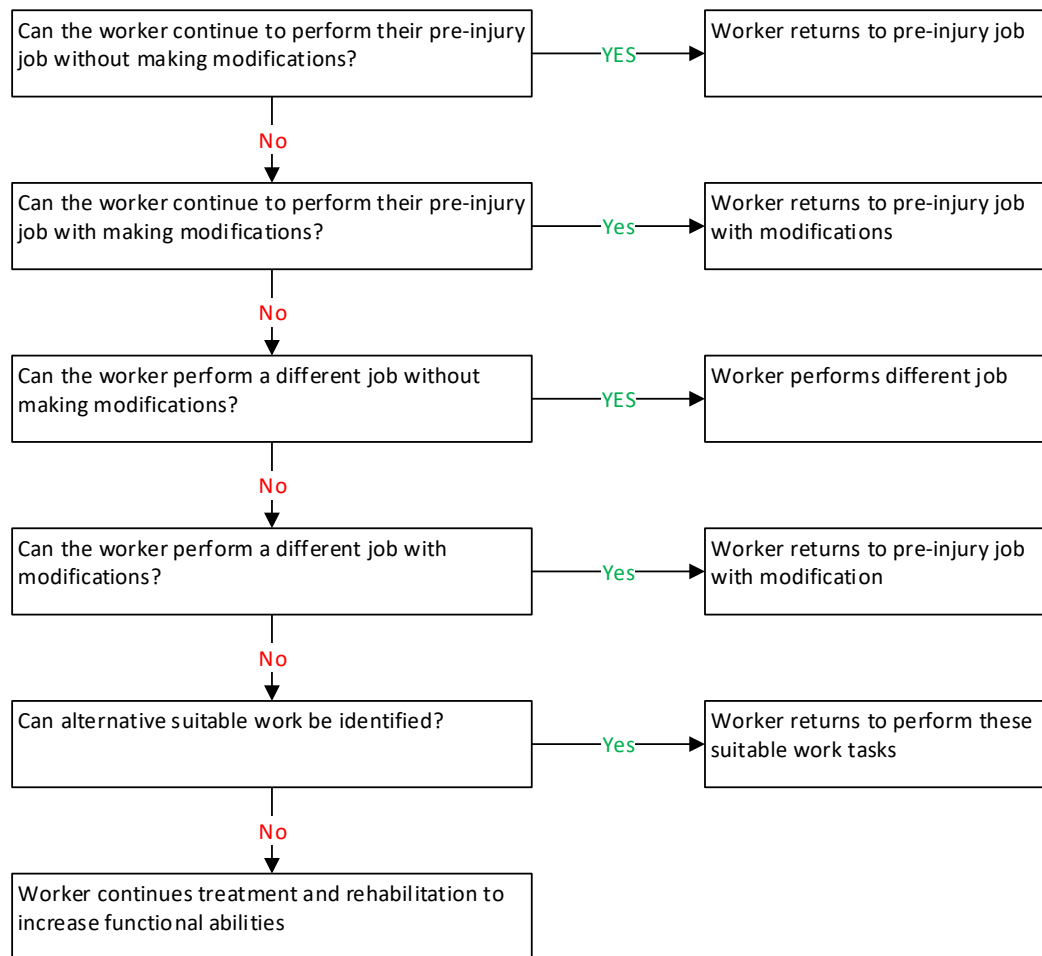 Can the worker continue to perform their pre-injury
job without making modifications?
YES
Worker returns to pre-injury job
No
Can the worker continue to perform their pre-injury
job with making modifications?
Yes
Worker returns to pre-injury job
with modifications
No
Can the worker perform a different job without
making modifications?
YES
Worker performs different job
No
Can the worker perform a different job with
modifications?
Yes
Worker returns to pre-injury job
with modification
No
Can alternative suitable work be identified?
Yes
Worker returns to perform these
suitable work tasks
No
Worker continues treatment and rehabilitation to
increase functional abilities